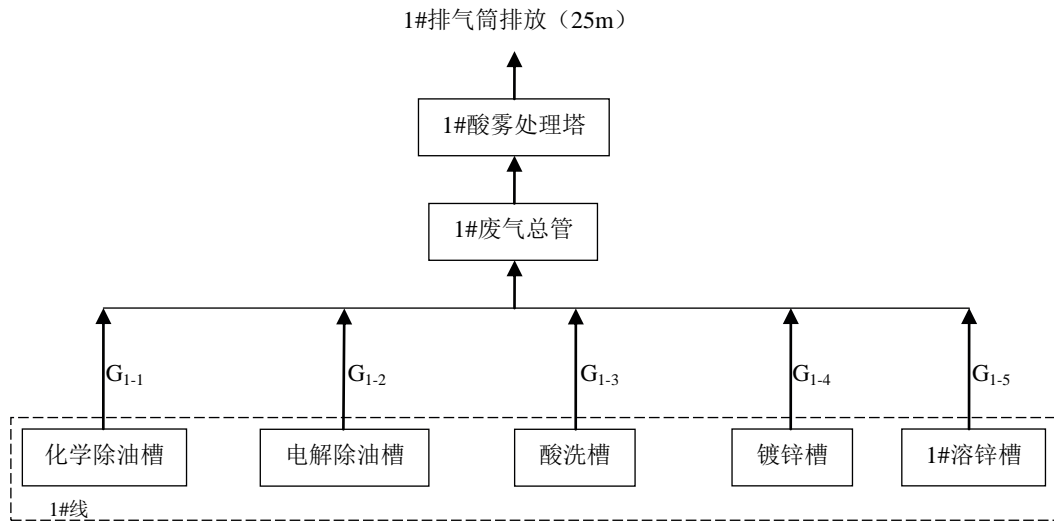 1#排气筒排放（25m）
1#酸雾处理塔
1#废气总管
G1-1 G1-2 G1-3 G1-4 G1-5
化学除油槽 电解除油槽 酸洗槽 镀锌槽 1#溶锌槽
1#线